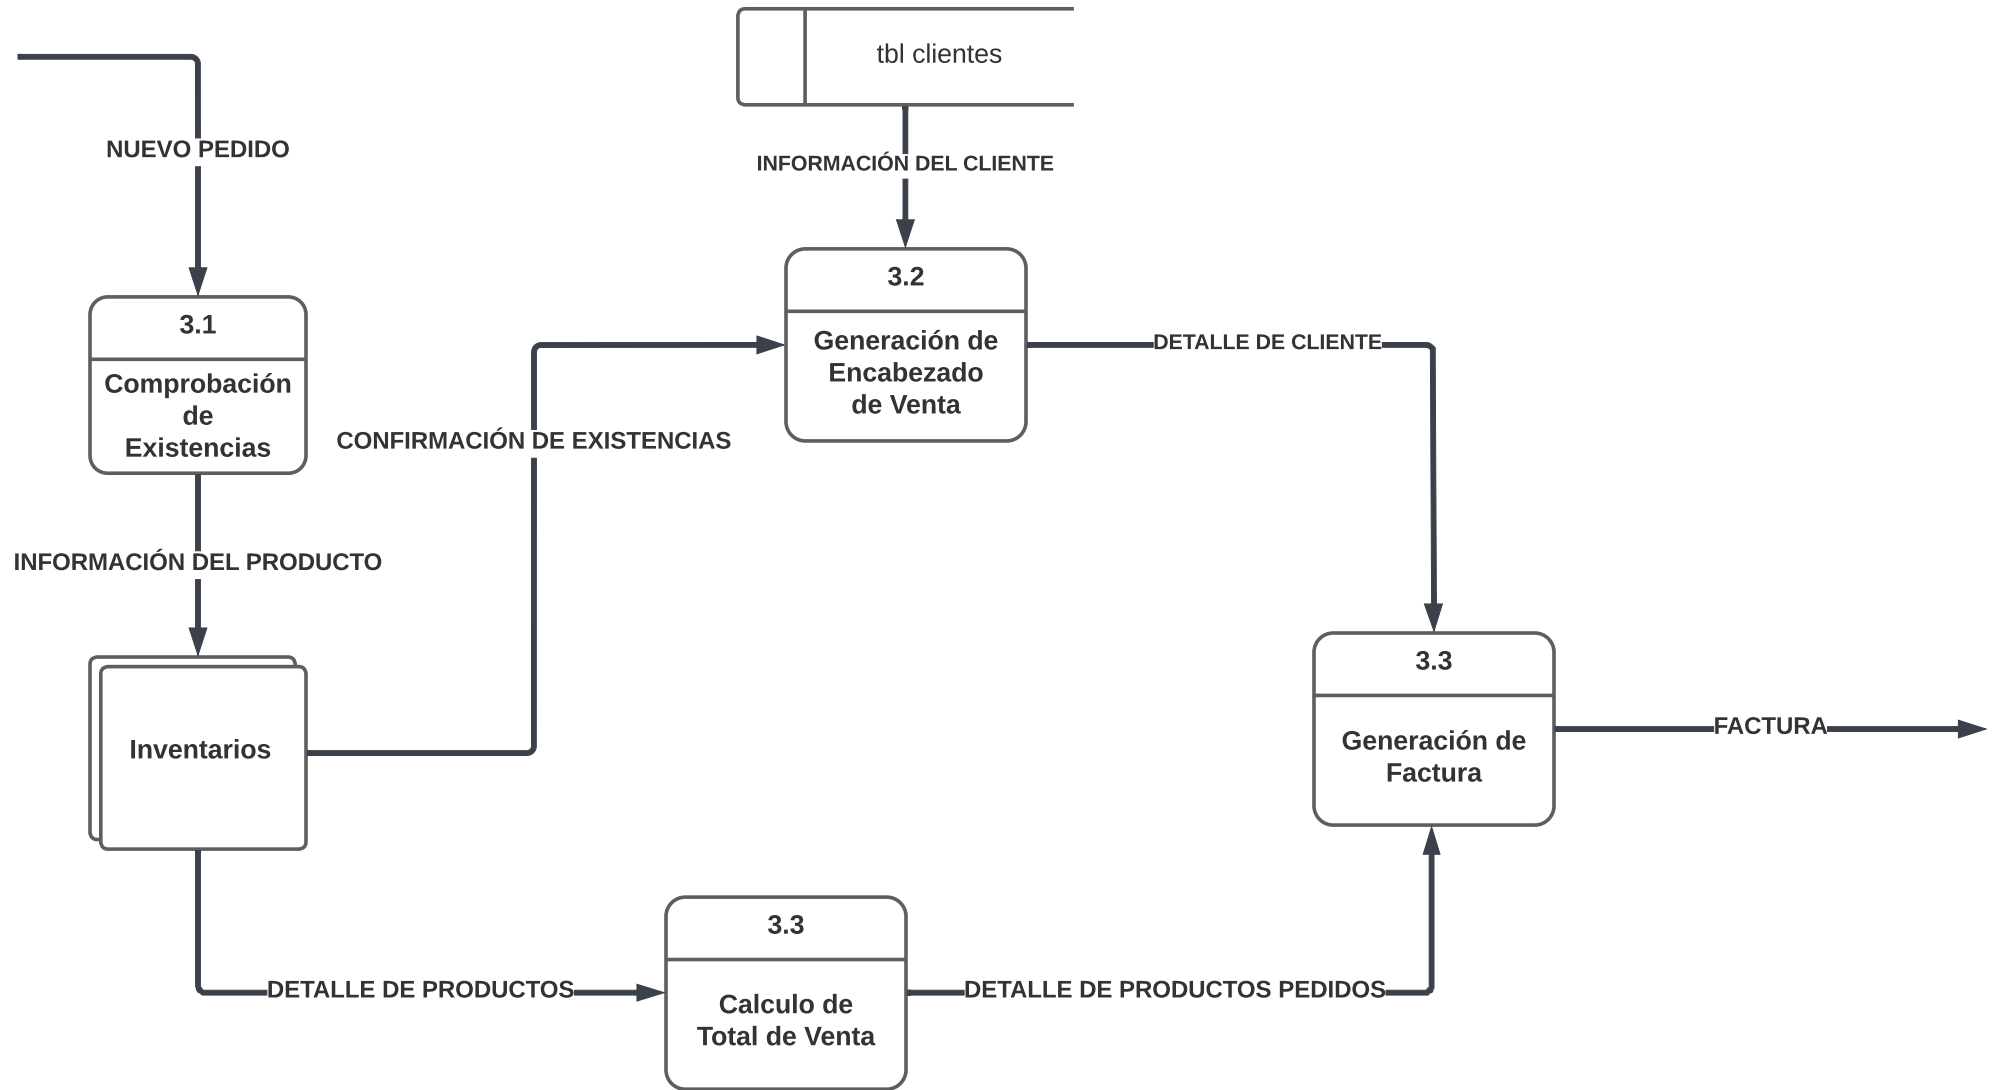 tbl clientes
NUEVO PEDIDO
INFORMACIÓN DEL CLIENTE
3.2
Generación de
Encabezado
de Venta
3.1
Comprobación
de
Existencias
DETALLE DE CLIENTE
CONFIRMACIÓN DE EXISTENCIAS
INFORMACIÓN DEL PRODUCTO
Inventarios
3.3
Generación de
Factura
FACTURA
3.3
Calculo de
Total de Venta
DETALLE DE PRODUCTOS
DETALLE DE PRODUCTOS PEDIDOS